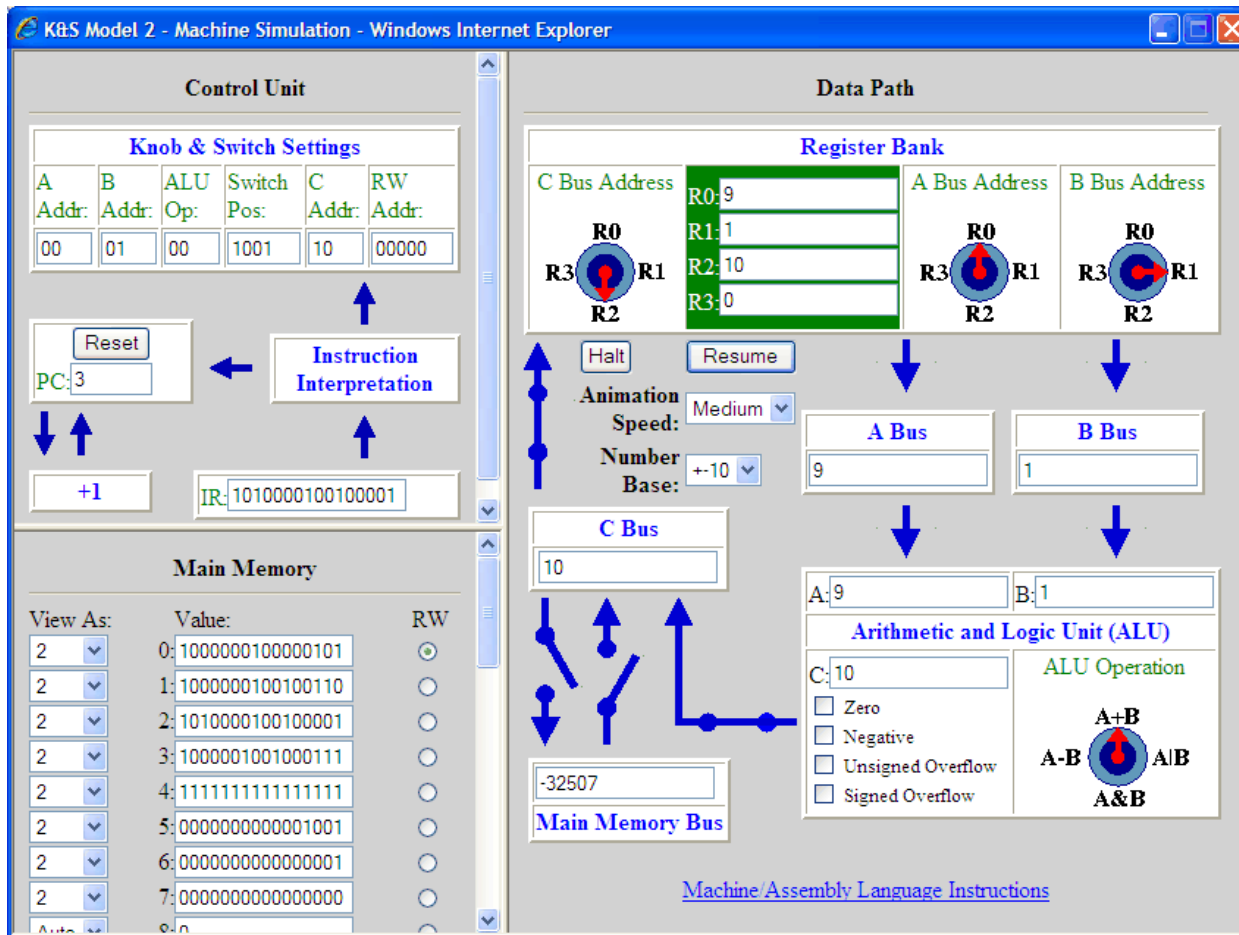 K&S Model 2 - Machine Simulation - Windows Internet Explorer
Control Unit
Knob & Switch Settings
A Addr:
B Addr:
ALU Op:
Switch Pos:
C Addr:
RW Addr:
00 01 00 1001 10 00000
Reset
PC: 3
Instruction
Interpretation
+1
IR: 1010000100100001
Main Memory
View As: Value: RW
2 0: 1000000100000101
2 1: 1000000100100110
2 2: 1010000100100001
2 3: 1000001001000111
2 4: 1111111111111111
2 5: 0000000000001001
2 6: 0000000000000001
2 7: 0000000000000000
Auto 8: 0
Data Path
Register Bank
C Bus Address
R0
R3 R1
R2
R0: 9
R1: 1
R2: 10
R3: 0
A Bus Address
R0
R3 R1
R2
B Bus Address
R0
R3 R1
R2
Halt Resume
Animation
Speed: Medium
Number
Base: +-10
A Bus
9
B Bus
1
C Bus
10
A: 9 B: 1
Arithmetic and Logic Unit (ALU)
C: 10
Zero
Negative
Unsigned Overflow
Signed Overflow
ALU Operation
A+B
A-B A|B
A&B
-32507
Main Memory Bus
Machine/Assembly Language Instructions